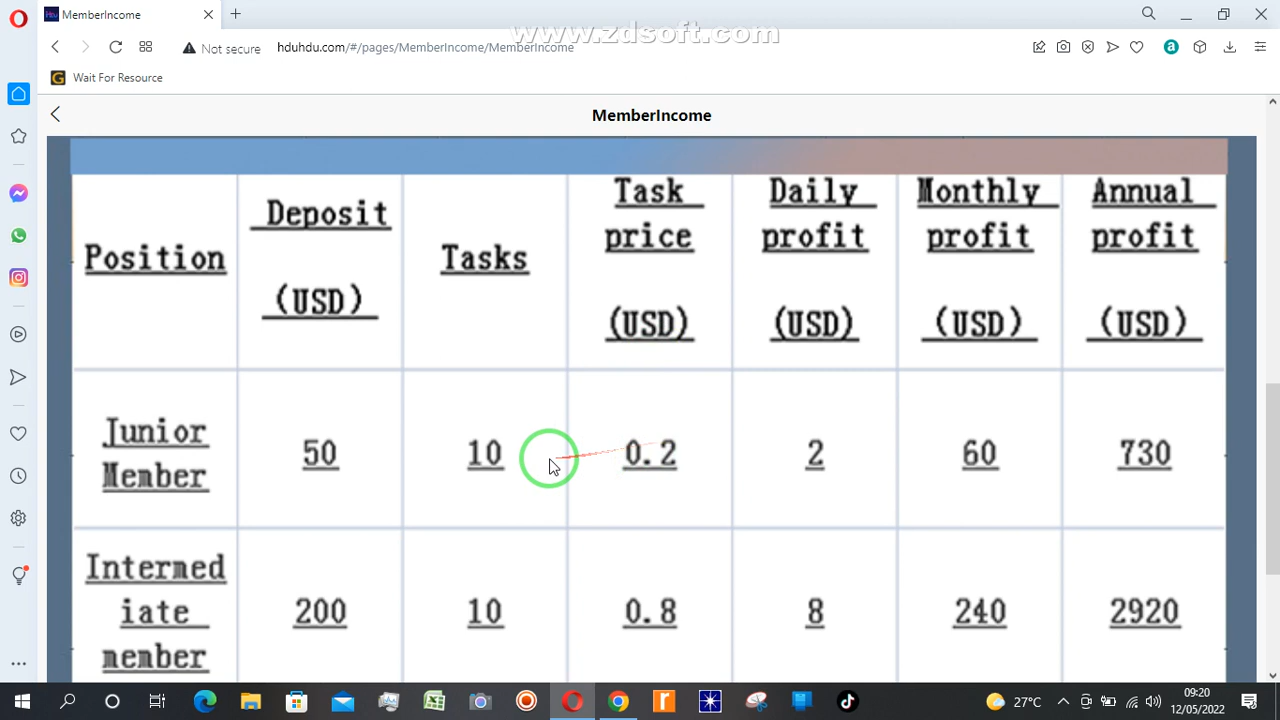 MemberIncome
www.zdsoft.com
Not secure
hduhdu.com/#/pages/MemberIncome/MemberIncome
Wait For Resource
MemberIncome
Position
Deposit
(USD)
Tasks
Task
price
(USD)
Daily
profit
(USD)
Monthly
profit
(USD)
Annual
profit
(USD)
Junior
Member
50
10
0.2
2
60
730
Intermed
iate
member
200
10
0.8
8
240
2920
27°C
09:20
12/05/2022